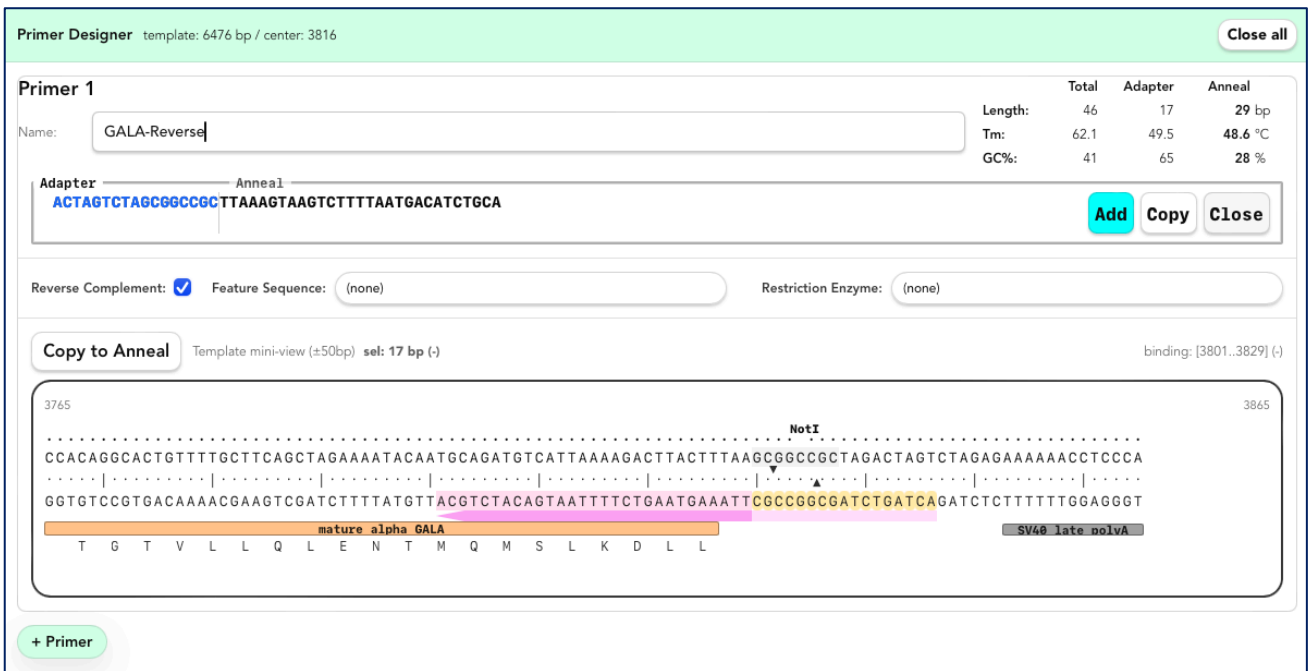 Primer Designer template: 6476 bp / center: 3816
Close all
Primer 1
Total Adapter Anneal
Name: GALA-Reverse
Length: 46 17 29 bp
Tm: 62.1 49.5 48.6 °C
GC%: 41 65 28 %
Adapter Anneal
ACTAGTCTAGCGGCCGCTTAAAGTAAGTCTTTTAATGACATCTGCA
Add Copy Close
Reverse Complement: Feature Sequence: (none) Restriction Enzyme: (none)
Copy to Anneal Template mini-view (±50bp) sel: 17 bp (-) binding: [3801..3829] (-)
3765 3865
NotI
CCACAGGCACTGTTTTGCTTCAGCTAGAAAATACAATGCAGATGTCATTAAAAGACTTACTTTAAGCGGCCGCTAGACTAGTCTAGAGAAAAAACCTCCCA
GGTGTCCGTGACAAAACGAAGTCGATCTTTTATGTTACGTCTACAGTAATTTTCTGAATGAAATTCGCCGGCGATCTGATCAGATCTCTTTTTTGGAGGGT
mature alpha GALA SV40 late polyA
T G T V L L Q L E N T M Q M S L K D L L
+ Primer